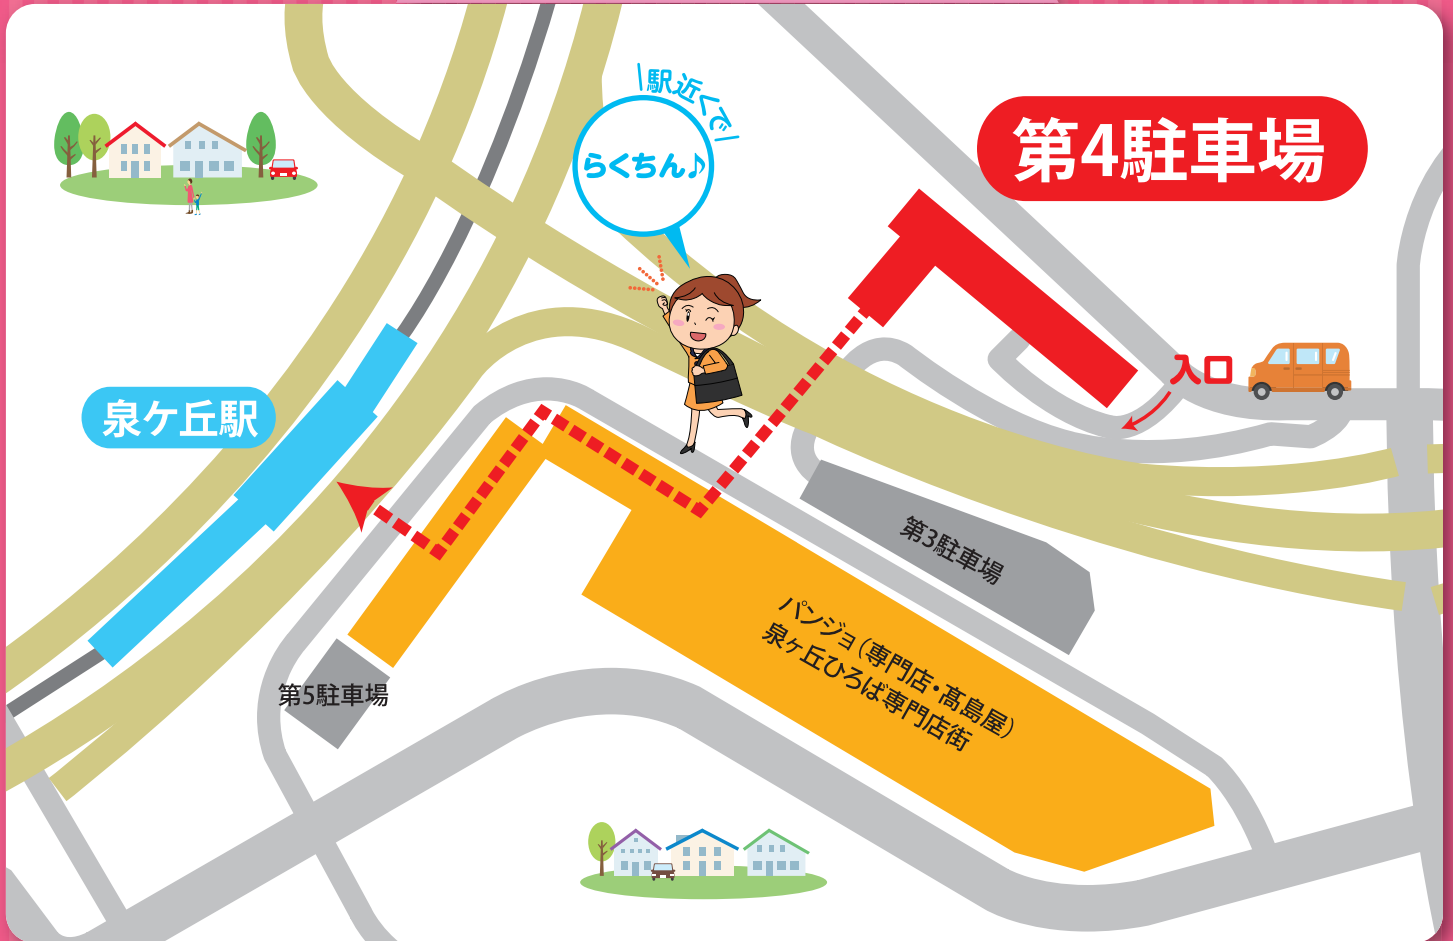 駅近くで
らくちん♪
第4駐車場
入口
泉ケ丘駅
第3駐車場
パンジョ（専門店・髙島屋）
泉ヶ丘ひろば専門店街
第5駐車場